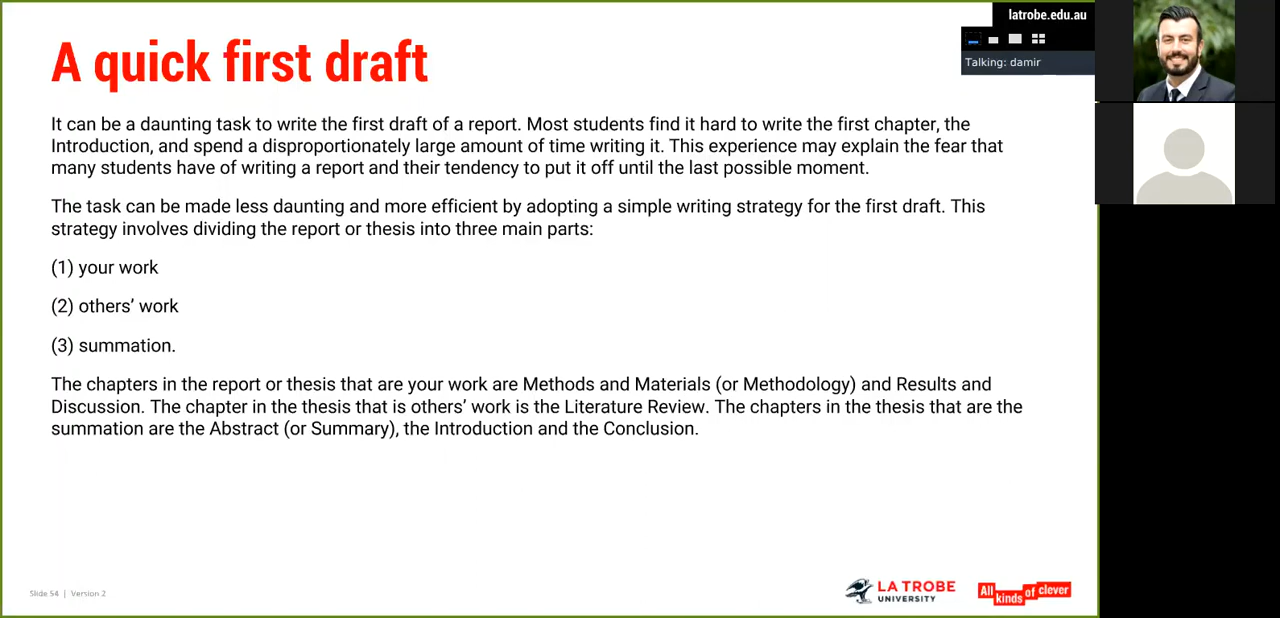 latrobe.edu.au
Talking: damir
A quick first draft
It can be a daunting task to write the first draft of a report. Most students find it hard to write the first chapter, the
Introduction, and spend a disproportionately large amount of time writing it. This experience may explain the fear that
many students have of writing a report and their tendency to put it off until the last possible moment.
The task can be made less daunting and more efficient by adopting a simple writing strategy for the first draft. This
strategy involves dividing the report or thesis into three main parts:
(1) your work
(2) others’ work
(3) summation.
The chapters in the report or thesis that are your work are Methods and Materials (or Methodology) and Results and
Discussion. The chapter in the thesis that is others’ work is the Literature Review. The chapters in the thesis that are the
summation are the Abstract (or Summary), the Introduction and the Conclusion.
Slide 54 | Version 2
LA TROBE
UNIVERSITY
All kinds of clever